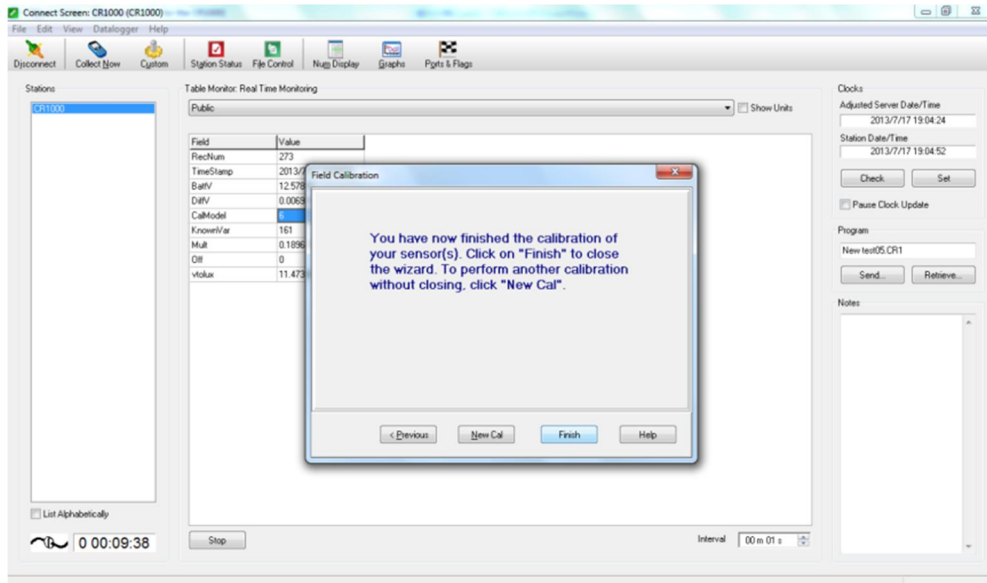 Connect Screen: CR1000 (CR1000)
File Edit View Datalogger Help
Disconnect Collect Now Custom Station Status File Control Num Display Graphs Ports & Flags
Stations
CR1000
List Alphabetically
0 00:09:38
Table Monitor: Real Time Monitoring
Public
Show Units
Field Value
RecNum 273
TimeStamp 2013/7
BattV 12.578
DiffV 0.0069
CalModel 6
KnownVar 161
Mult 0.1896
Off 0
vtolux 11.473
Stop
Interval 00 m 01 s
Field Calibration
You have now finished the calibration of
your sensor(s). Click on "Finish" to close
the wizard. To perform another calibration
without closing, click "New Cal".
< Previous New Cal Finish Help
Clocks
Adjusted Server Date/Time
2013/7/17 19:04:24
Station Date/Time
2013/7/17 19:04:52
Check Set
Pause Clock Update
Program
New test05.CR1
Send... Retrieve...
Notes